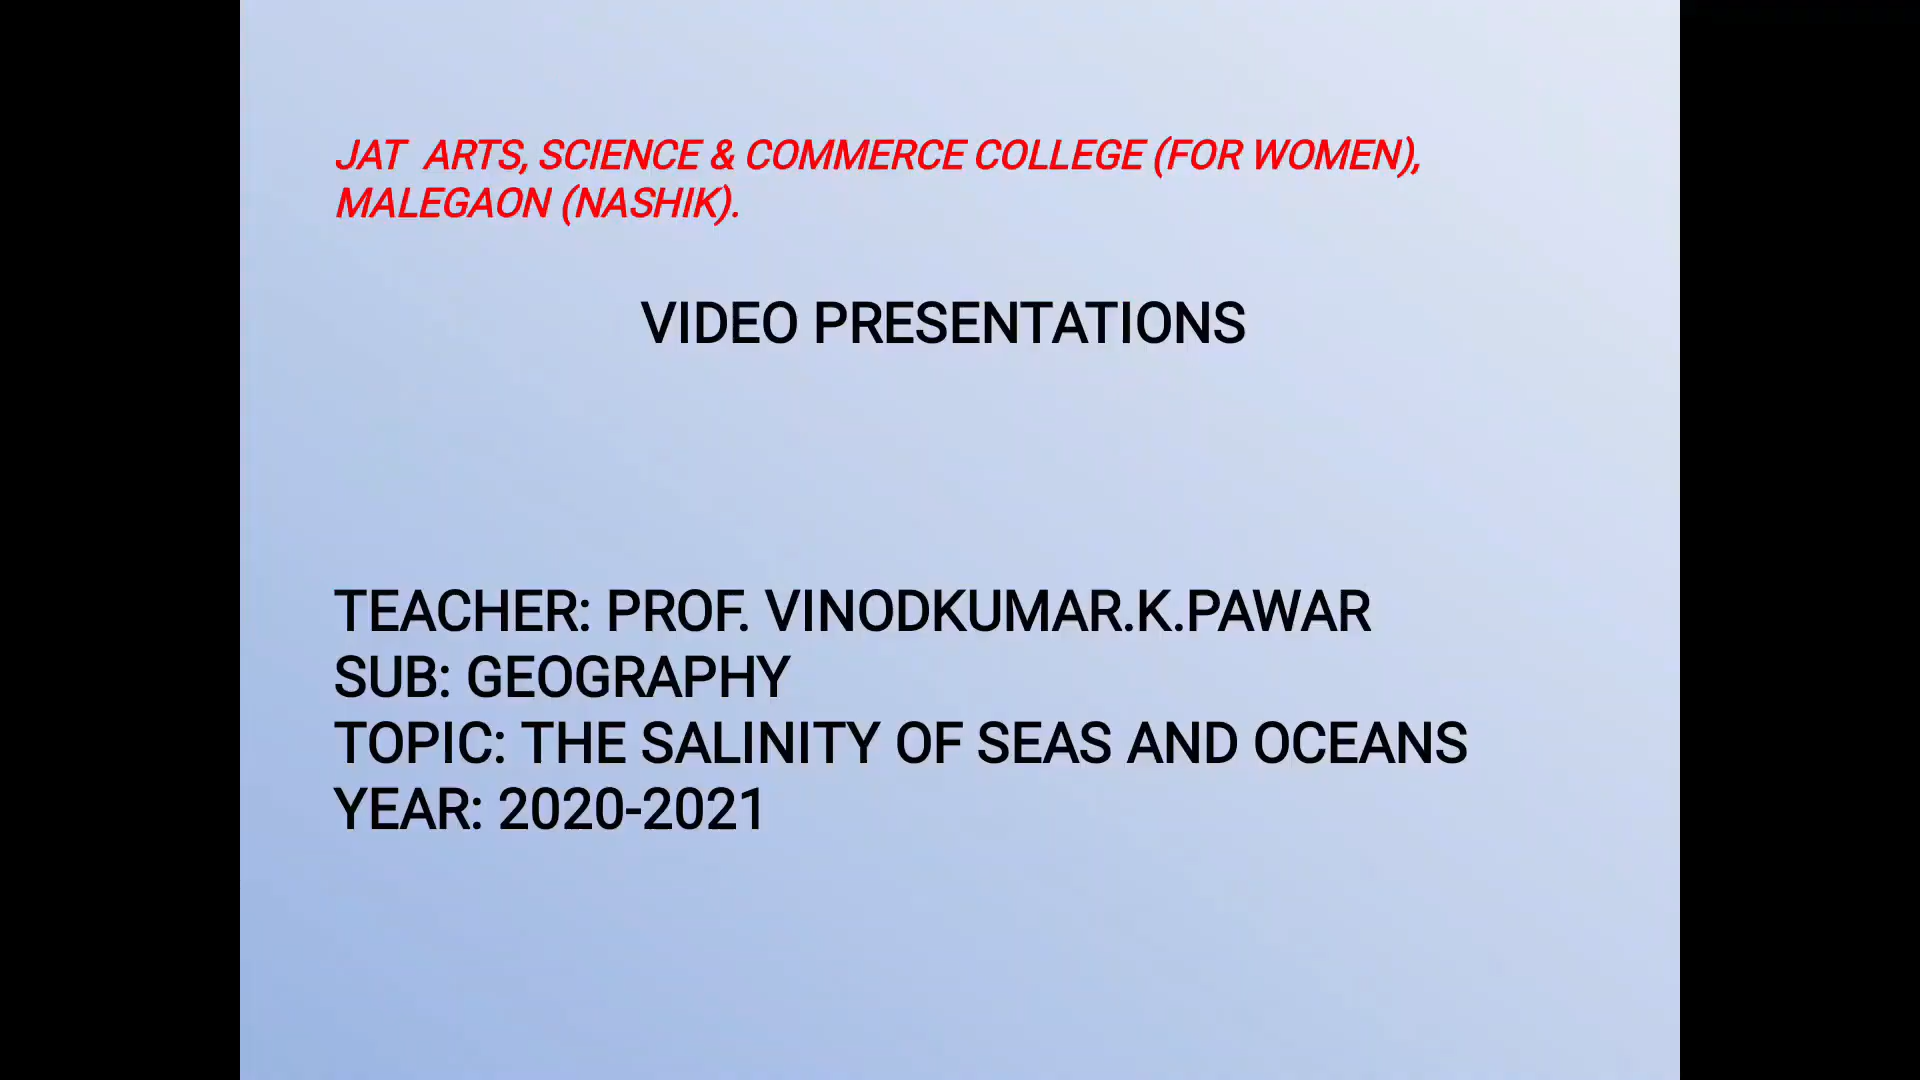 JAT ARTS, SCIENCE & COMMERCE COLLEGE (FOR WOMEN),
MALEGAON (NASHIK).
VIDEO PRESENTATIONS
TEACHER: PROF. VINODKUMAR.K.PAWAR
SUB: GEOGRAPHY
TOPIC: THE SALINITY OF SEAS AND OCEANS
YEAR: 2020-2021